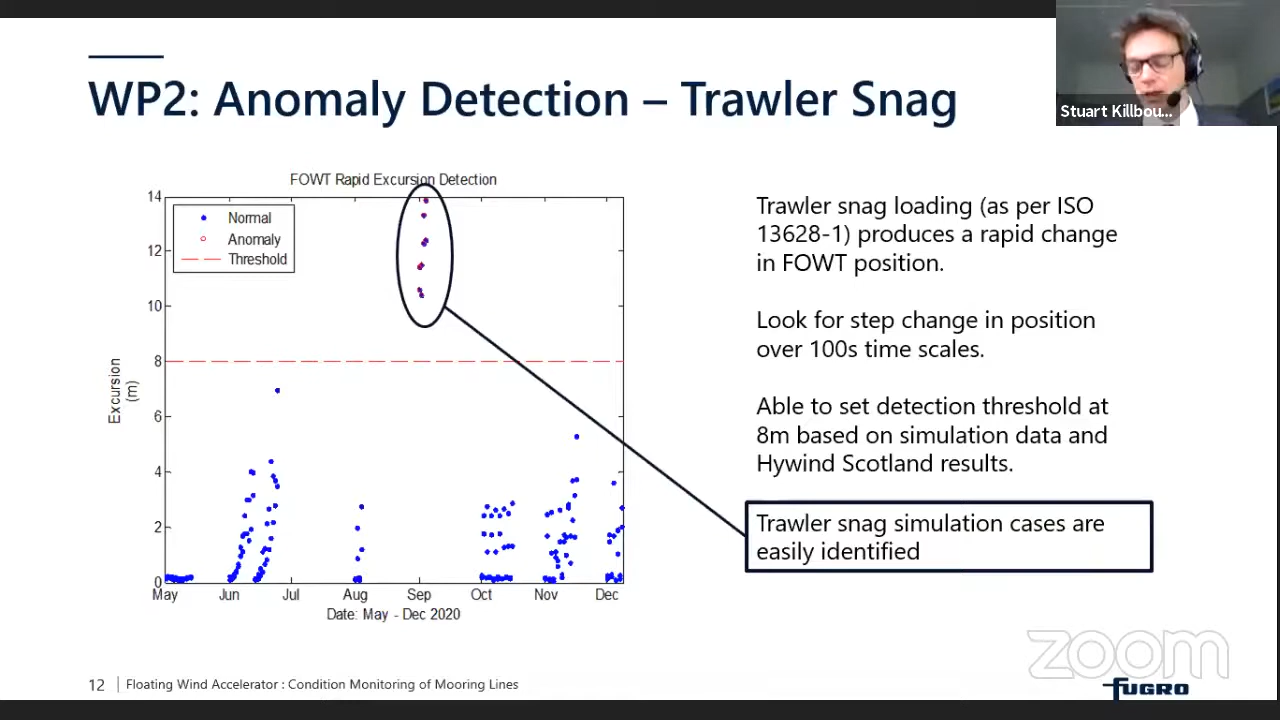 WP2: Anomaly Detection – Trawler Snag
Stuart Killbou...
FOWT Rapid Excursion Detection
Normal
Anomaly
Threshold
14
12
10
8
6
4
2
0
Excursion
(m)
May Jun Jul Aug Sep Oct Nov Dec
Date: May - Dec 2020
Trawler snag loading (as per ISO
13628-1) produces a rapid change
in FOWT position.
Look for step change in position
over 100s time scales.
Able to set detection threshold at
8m based on simulation data and
Hywind Scotland results.
Trawler snag simulation cases are
easily identified
zoom
12 Floating Wind Accelerator : Condition Monitoring of Mooring Lines
fugro